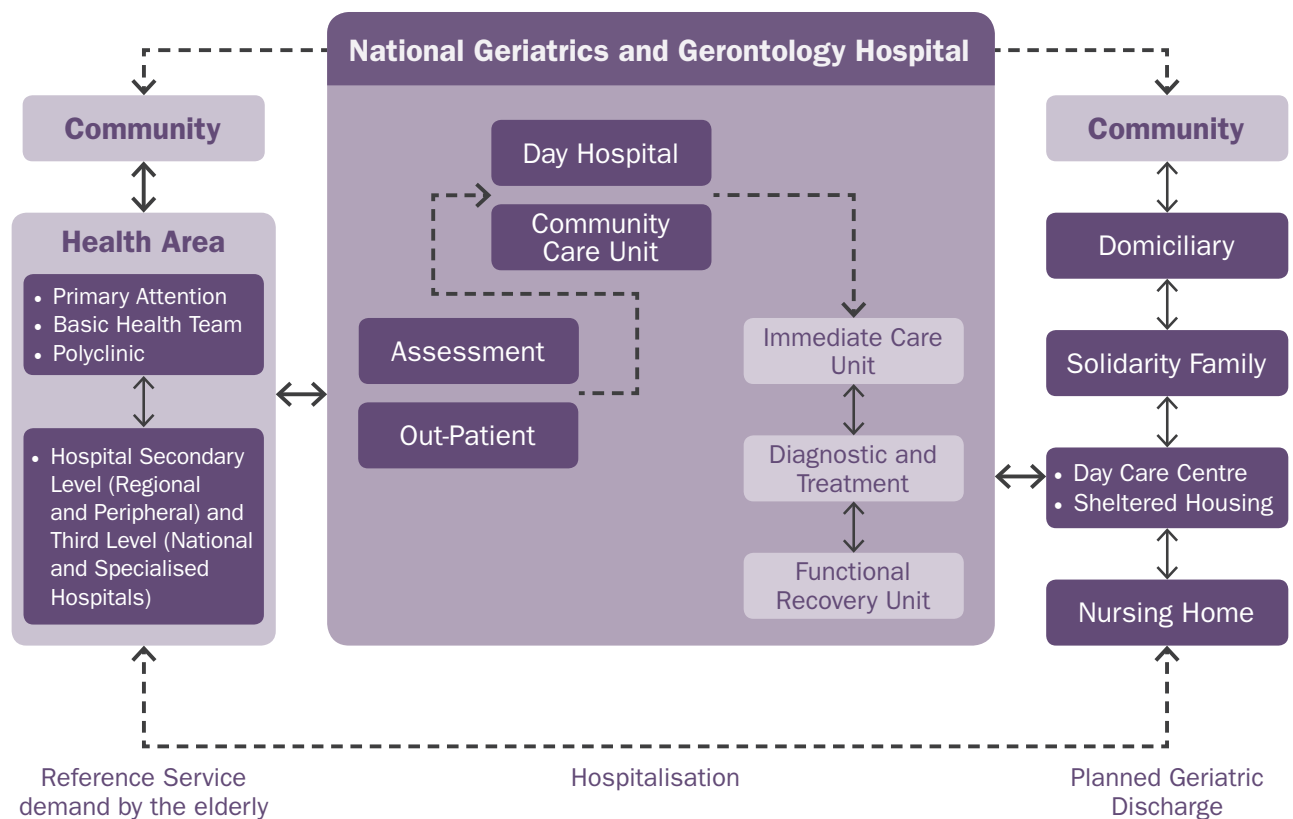 National Geriatrics and Gerontology Hospital
Community
Health Area
• Primary Attention
• Basic Health Team
• Polyclinic
• Hospital Secondary
Level (Regional
and Peripheral) and
Third Level (National
and Specialised
Hospitals)
Day Hospital
Community
Care Unit
Assessment
Out-Patient
Immediate Care
Unit
Diagnostic and
Treatment
Functional
Recovery Unit
Community
Domiciliary
Solidarity Family
• Day Care Centre
• Sheltered Housing
Nursing Home
Reference Service
demand by the elderly
Hospitalisation
Planned Geriatric
Discharge